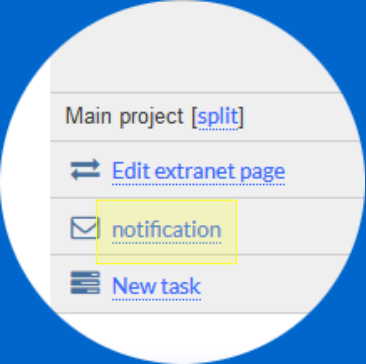 Main project [split]
Edit extranet page
notification
New task